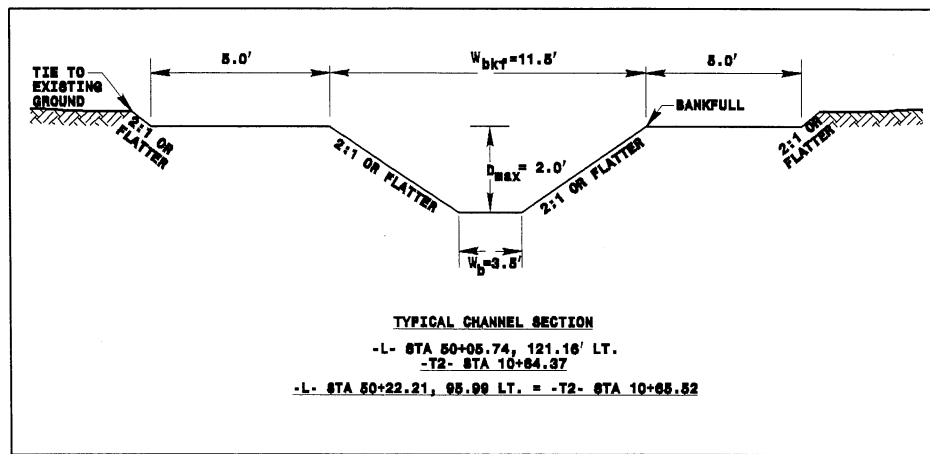 5.0'
W bkf=11.5'
5.0'
TIE TO
EXISTING
GROUND
BANKFULL
2:1 OR
FLATTER
2:1 OR FLATTER
D max= 2.0'
2:1 OR FLATTER
2:1 OR
FLATTER
W b=3.5'
TYPICAL CHANNEL SECTION
-L- STA 50+05.74, 121.16' LT.
-T2- STA 10+64.37
-L- STA 50+22.21, 95.99 LT. = -T2- STA 10+65.52